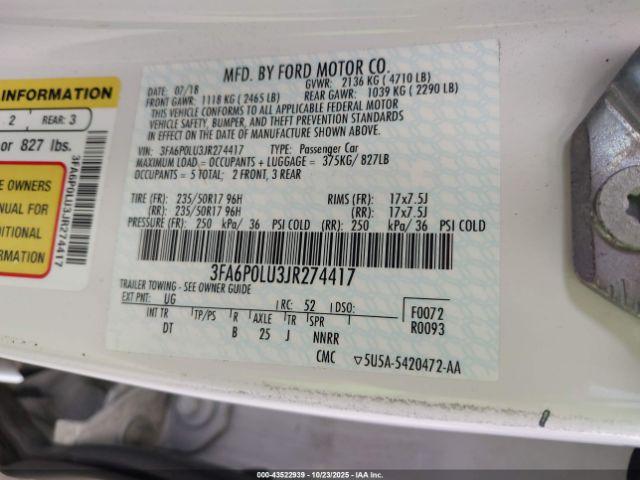 INFORMATION
2 REAR: 3
or 827 lbs.
E OWNERS
NUAL FOR
DITIONAL
ORMATION
3FA6P0LU3JR274417
MFD. BY FORD MOTOR CO.
DATE: 07/18 GVWR: 2136 KG ( 4710 LB)
FRONT GAWR: 1118 KG ( 2465 LB) REAR GAWR: 1039 KG ( 2290 LB)
THIS VEHICLE CONFORMS TO ALL APPLICABLE FEDERAL MOTOR
VEHICLE SAFETY, BUMPER, AND THEFT PREVENTION STANDARDS
IN EFFECT ON THE DATE OF MANUFACTURE SHOWN ABOVE.
VIN: 3FA6P0LU3JR274417 TYPE: Passenger Car
MAXIMUM LOAD = OCCUPANTS + LUGGAGE = 375KG/ 827LB
OCCUPANTS = 5 TOTAL; 2 FRONT, 3 REAR
TIRE (FR): 235/50R17 96H RIMS (FR): 17x7.5J
(RR): 235/50R17 96H (RR): 17x7.5J
PRESSURE (FR): 250 kPa/ 36 PSI COLD (RR): 250 kPa/ 36 PSI COLD
3FA6P0LU3JR274417
TRAILER TOWING - SEE OWNER GUIDE
EXT PNT: UG RC: 52 DSO: F0072
INT TR TP/PS R AXLE TR SPR R0093
DT B 25 J NNRR
CMC ▽5U5A-5420472-AA
© - 43522939 - 10/23/2025 - IAAI.COM